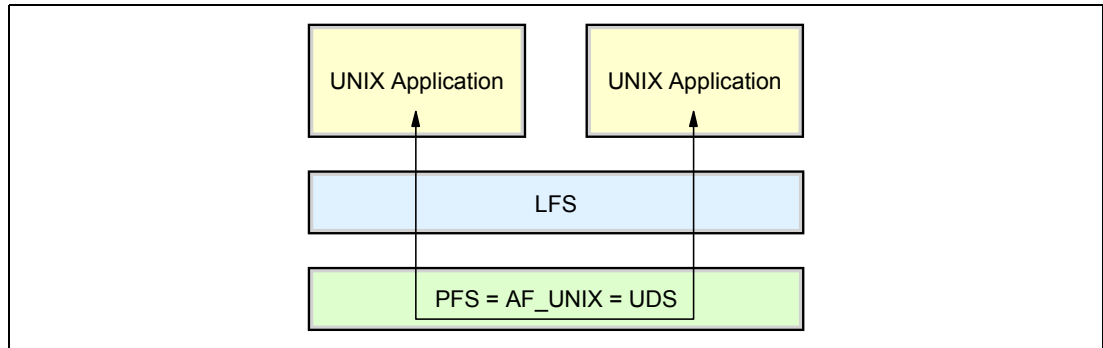 UNIX Application
UNIX Application
LFS
PFS = AF_UNIX = UDS